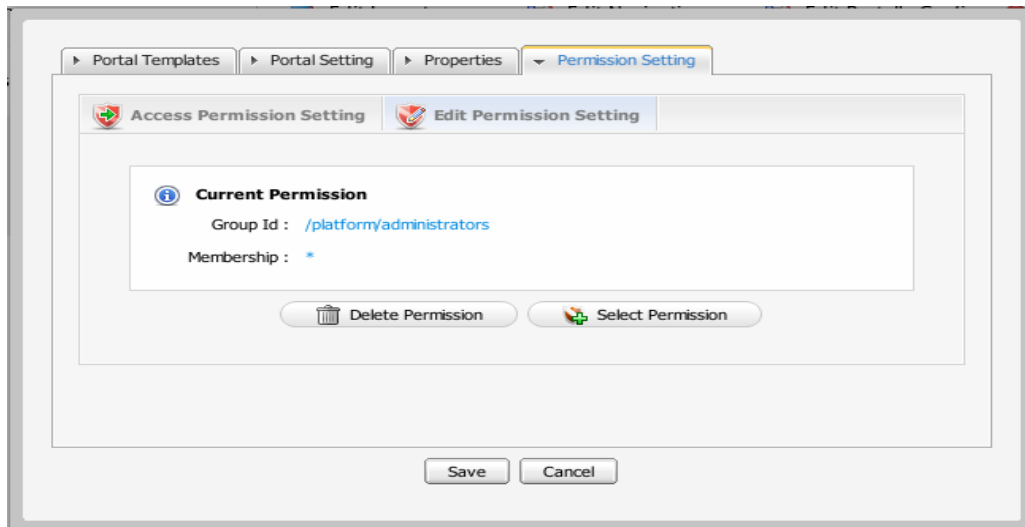 Portal Templates Portal Setting Properties Permission Setting
Access Permission Setting Edit Permission Setting
Current Permission
Group Id : /platform/administrators
Membership : *
Delete Permission Select Permission
Save Cancel